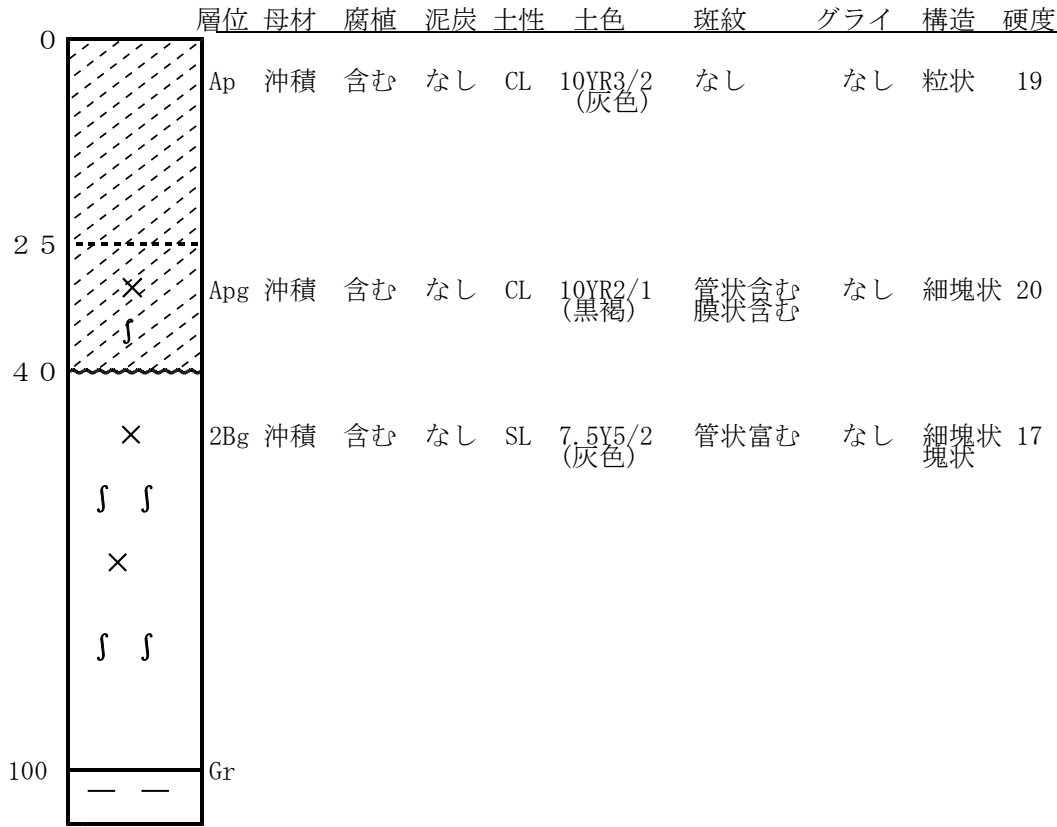 層位 母材 腐植 泥炭 土性 土色 斑紋 グライ 構造 硬度
0
Ap 沖積 含む なし CL 10YR3/2 なし なし 粒状 19
(灰色)
25
Apg 沖積 含む なし CL 10YR2/1 管状含む なし 細塊状 20
(黒褐) 膜状含む
40
2Bg 沖積 含む なし SL 7.5Y5/2 管状富む なし 細塊状 17
(灰色) 塊状
100 Gr